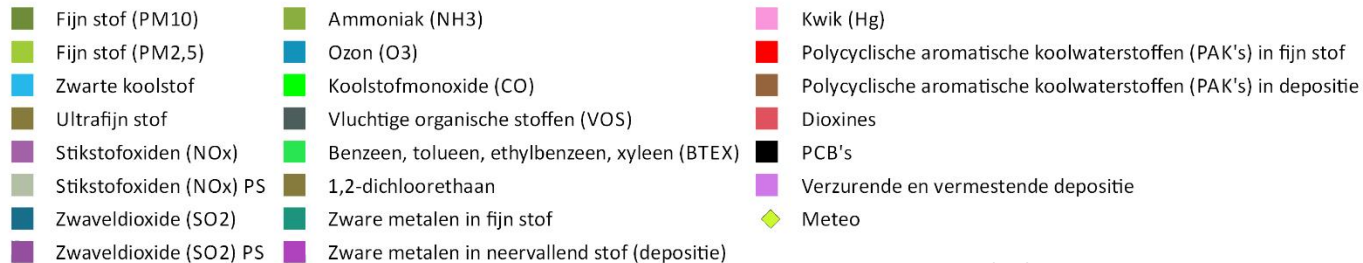 Fijn stof (PM10)
Fijn stof (PM2,5)
Zwarte koolstof
Ultrafijn stof
Stikstofoxiden (NOx)
Stikstofoxiden (NOx) PS
Zwaveldioxide (SO2)
Zwaveldioxide (SO2) PS
Ammoniak (NH3)
Ozon (O3)
Koolstofmonoxide (CO)
Vluchtige organische stoffen (VOS)
Benzeen, tolueen, ethylbenzeen, xyleen (BTEX)
1,2-dichloorethaan
Zware metalen in fijn stof
Zware metalen in neervallend stof (depositie)
Kwik (Hg)
Polycyclische aromatische koolwaterstoffen (PAK's) in fijn stof
Polycyclische aromatische koolwaterstoffen (PAK's) in depositie
Dioxines
PCB's
Verzurende en vermestende depositie
Meteo